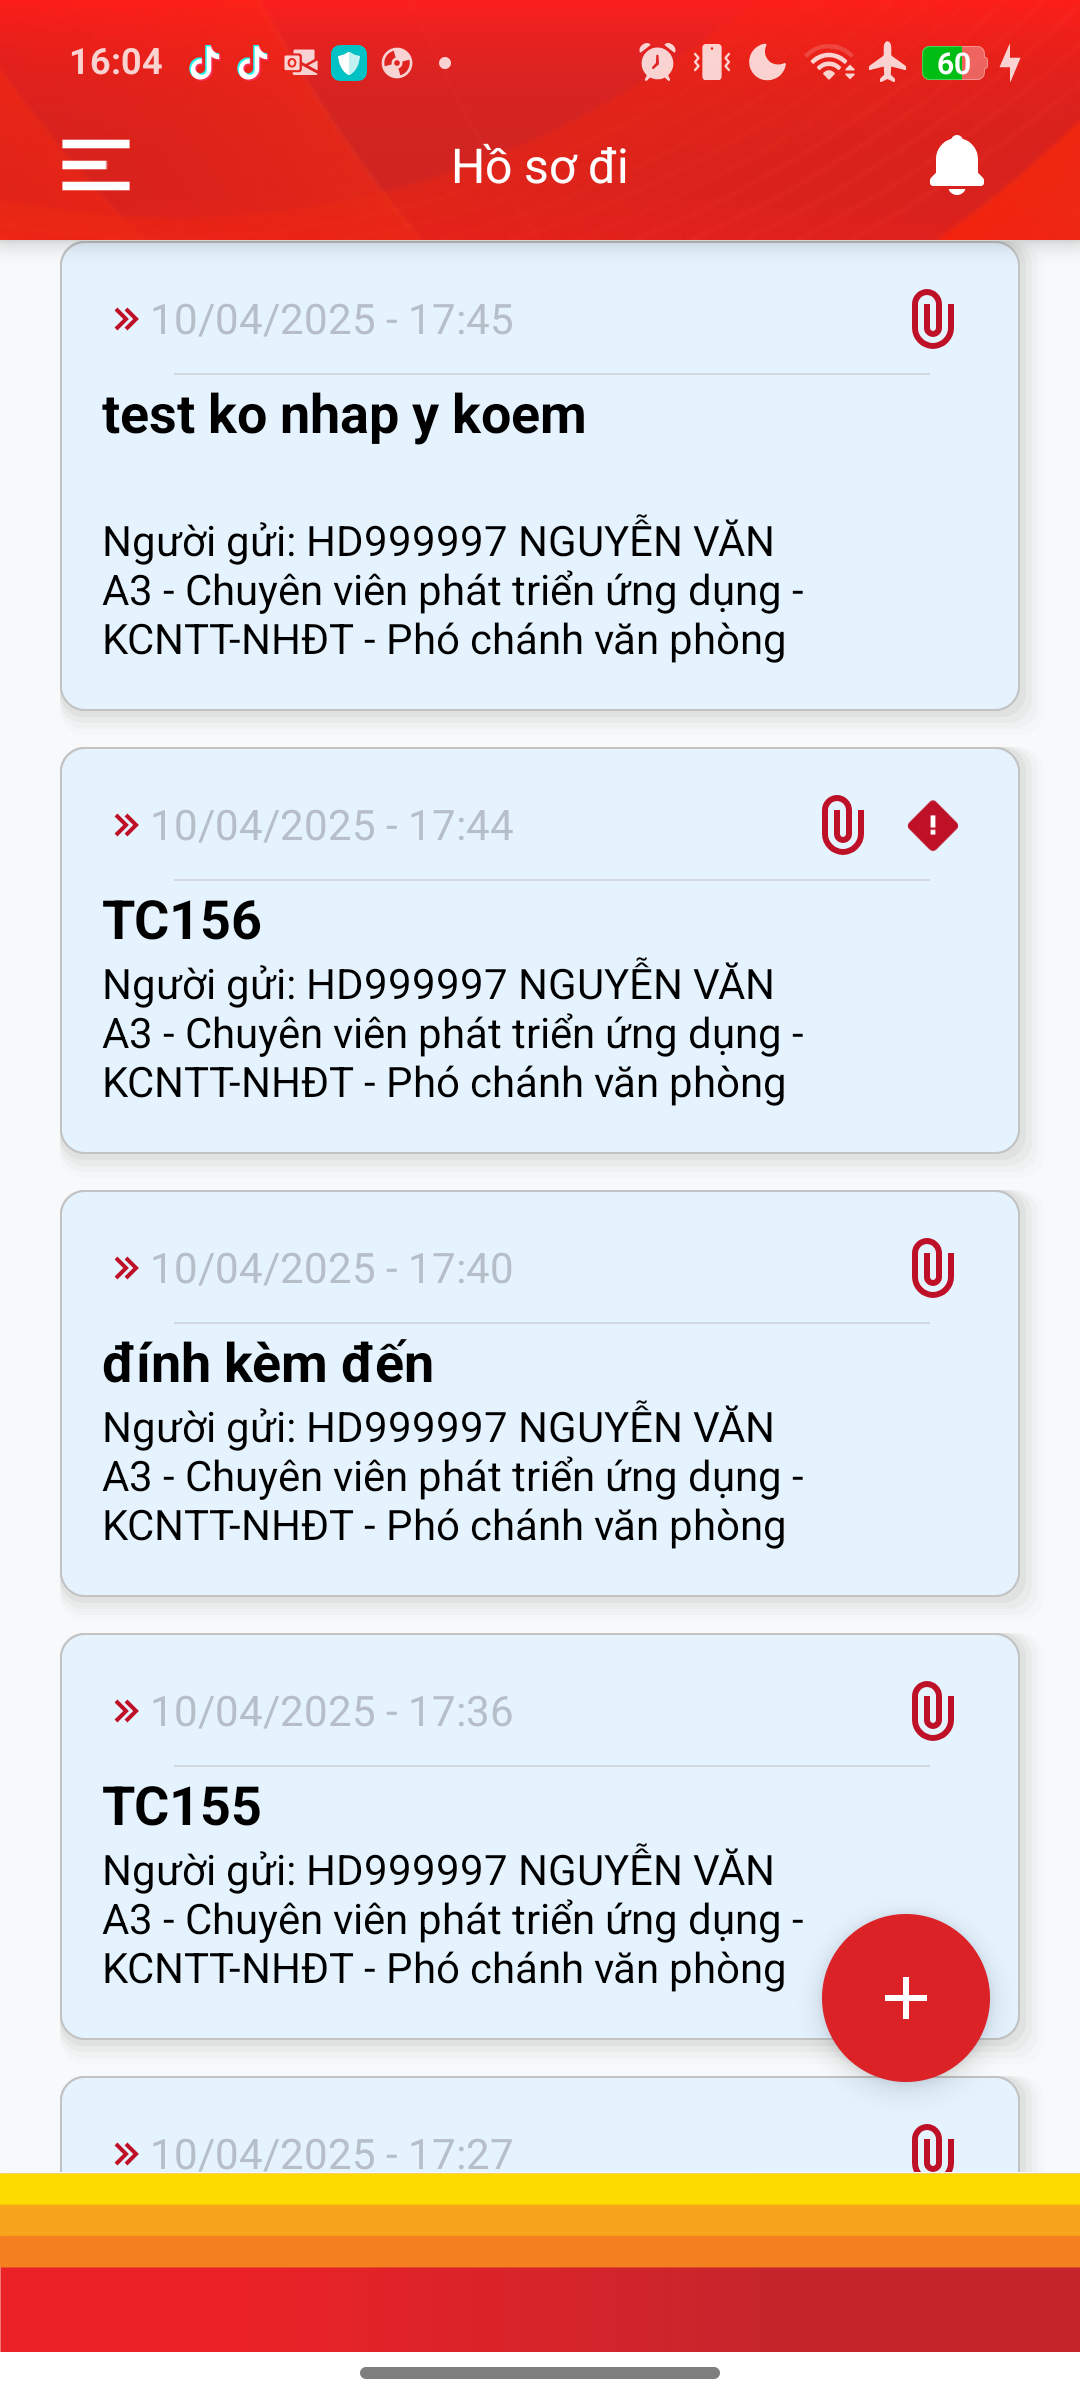 16:04
60
Hồ sơ đi
10/04/2025 - 17:45
test ko nhap y koem
Người gửi: HD999997 NGUYỄN VĂN
A3 - Chuyên viên phát triển ứng dụng -
KCNTT-NHĐT - Phó chánh văn phòng
10/04/2025 - 17:44
TC156
Người gửi: HD999997 NGUYỄN VĂN
A3 - Chuyên viên phát triển ứng dụng -
KCNTT-NHĐT - Phó chánh văn phòng
10/04/2025 - 17:40
đính kèm đến
Người gửi: HD999997 NGUYỄN VĂN
A3 - Chuyên viên phát triển ứng dụng -
KCNTT-NHĐT - Phó chánh văn phòng
10/04/2025 - 17:36
TC155
Người gửi: HD999997 NGUYỄN VĂN
A3 - Chuyên viên phát triển ứng dụng -
KCNTT-NHĐT - Phó chánh văn phòng
10/04/2025 - 17:27